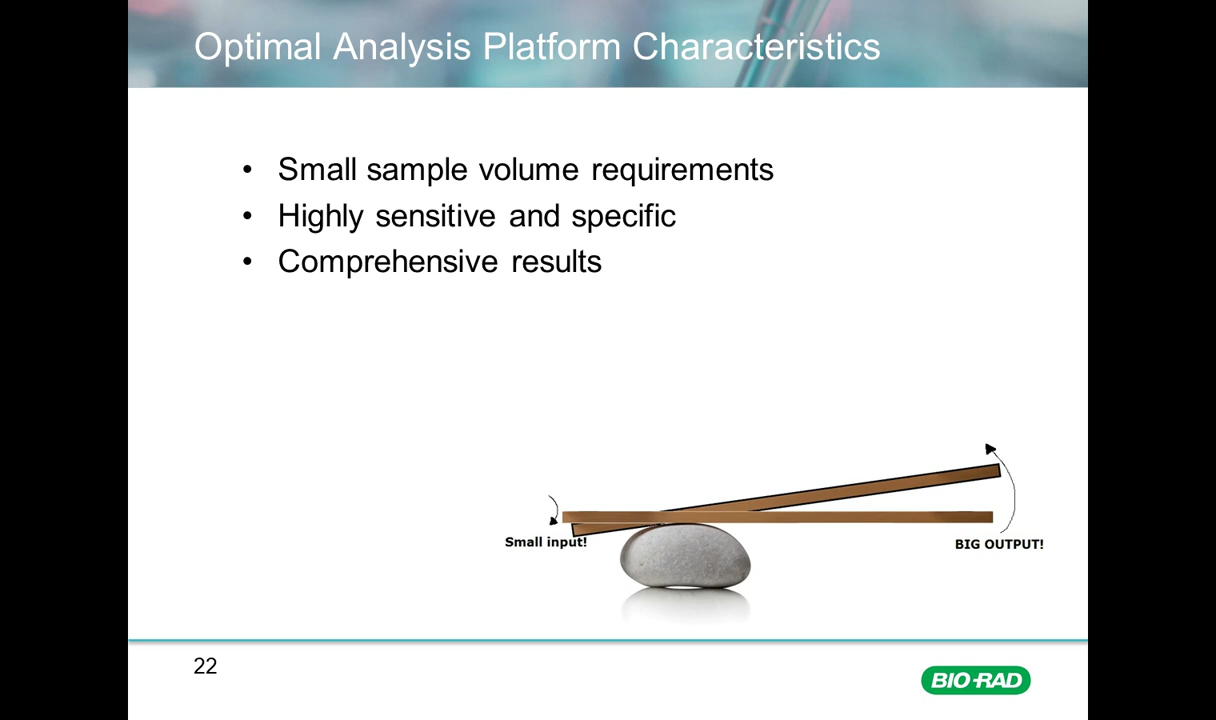 Optimal Analysis Platform Characteristics
• Small sample volume requirements
• Highly sensitive and specific
• Comprehensive results
Small input!
BIG OUTPUT!
22
BIO-RAD